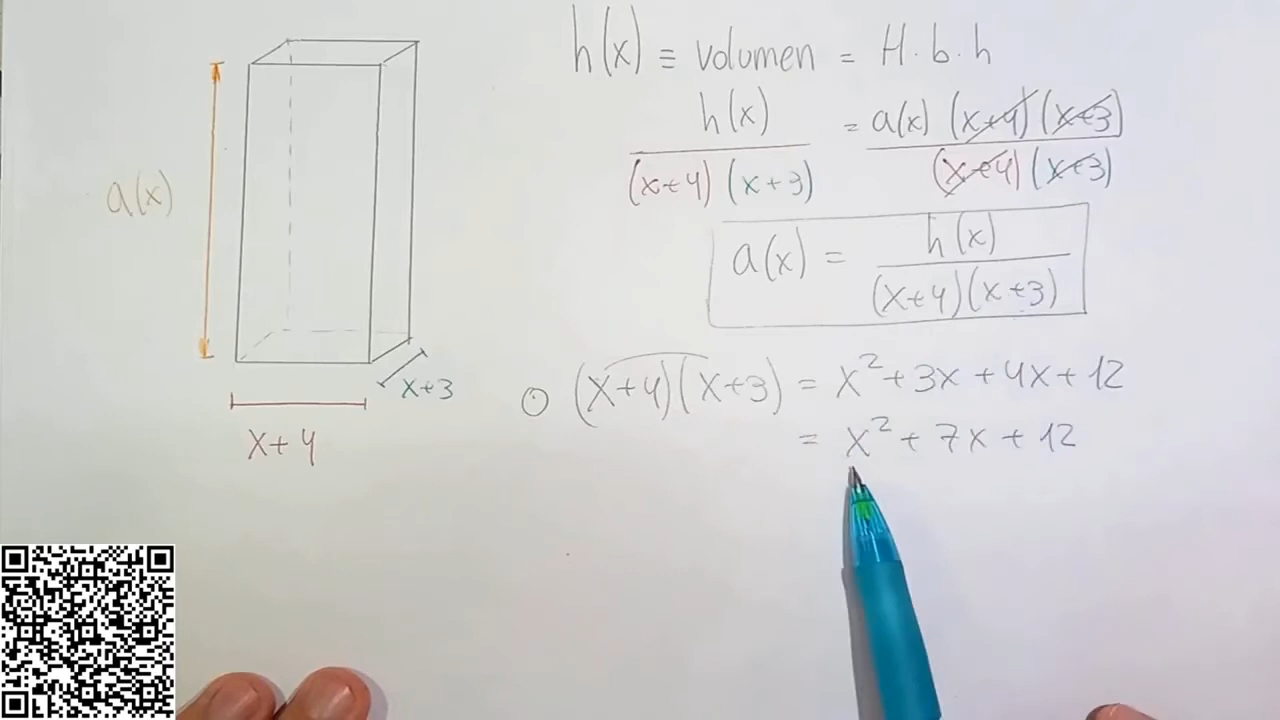 a(x)
x+3
x+4
h(x) ≡ volumen = H·b·h
h(x) / (x+4)(x+3) = a(x)(x+4)(x+3) / (x+4)(x+3)
a(x) = h(x) / (x+4)(x+3)
(x+4)(x+3) = x²+3x+4x+12
= x²+7x+12